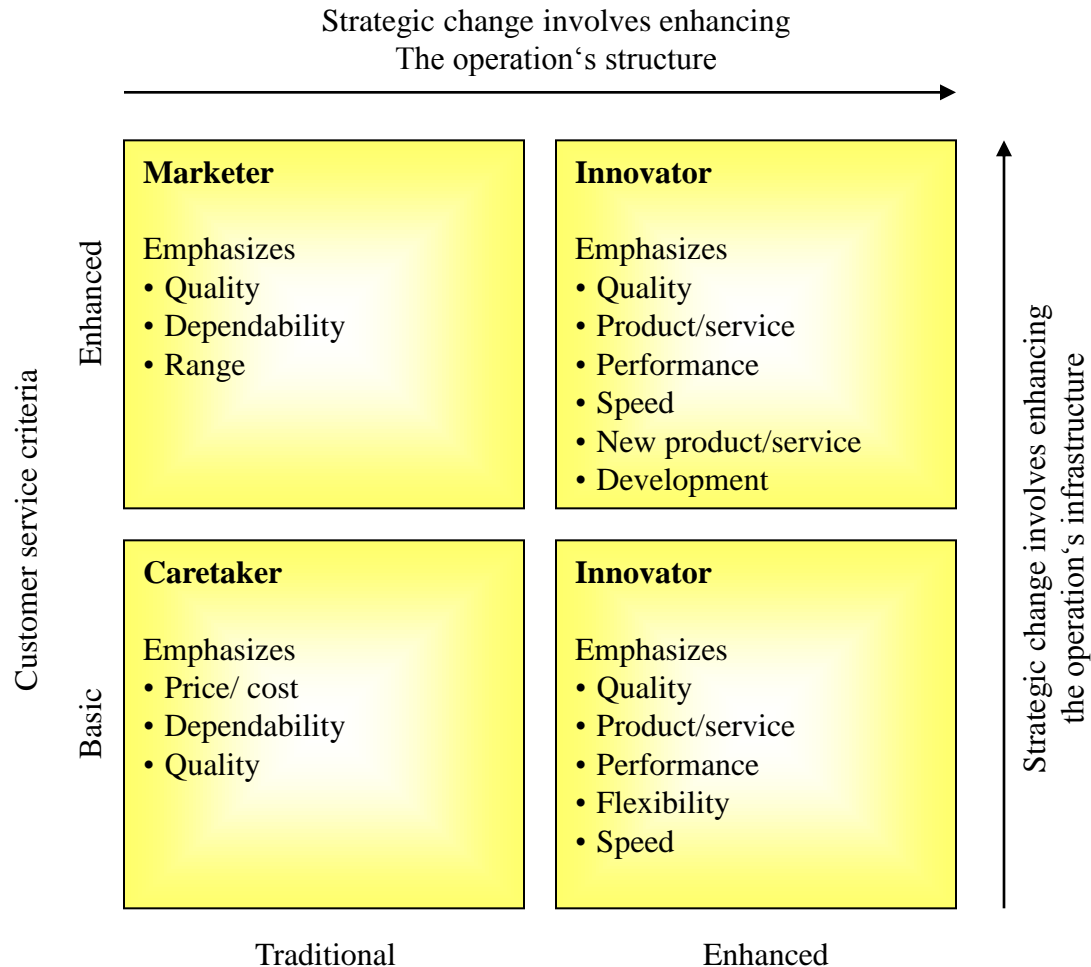 Strategic change involves enhancing
The operation‘s structure
Customer service criteria
Enhanced
Marketer
Emphasizes
• Quality
• Dependability
• Range
Innovator
Emphasizes
• Quality
• Product/service
• Performance
• Speed
• New product/service
• Development
Strategic change involves enhancing
the operation‘s infrastructure
Basic
Caretaker
Emphasizes
• Price/ cost
• Dependability
• Quality
Innovator
Emphasizes
• Quality
• Product/service
• Performance
• Flexibility
• Speed
Traditional
Enhanced